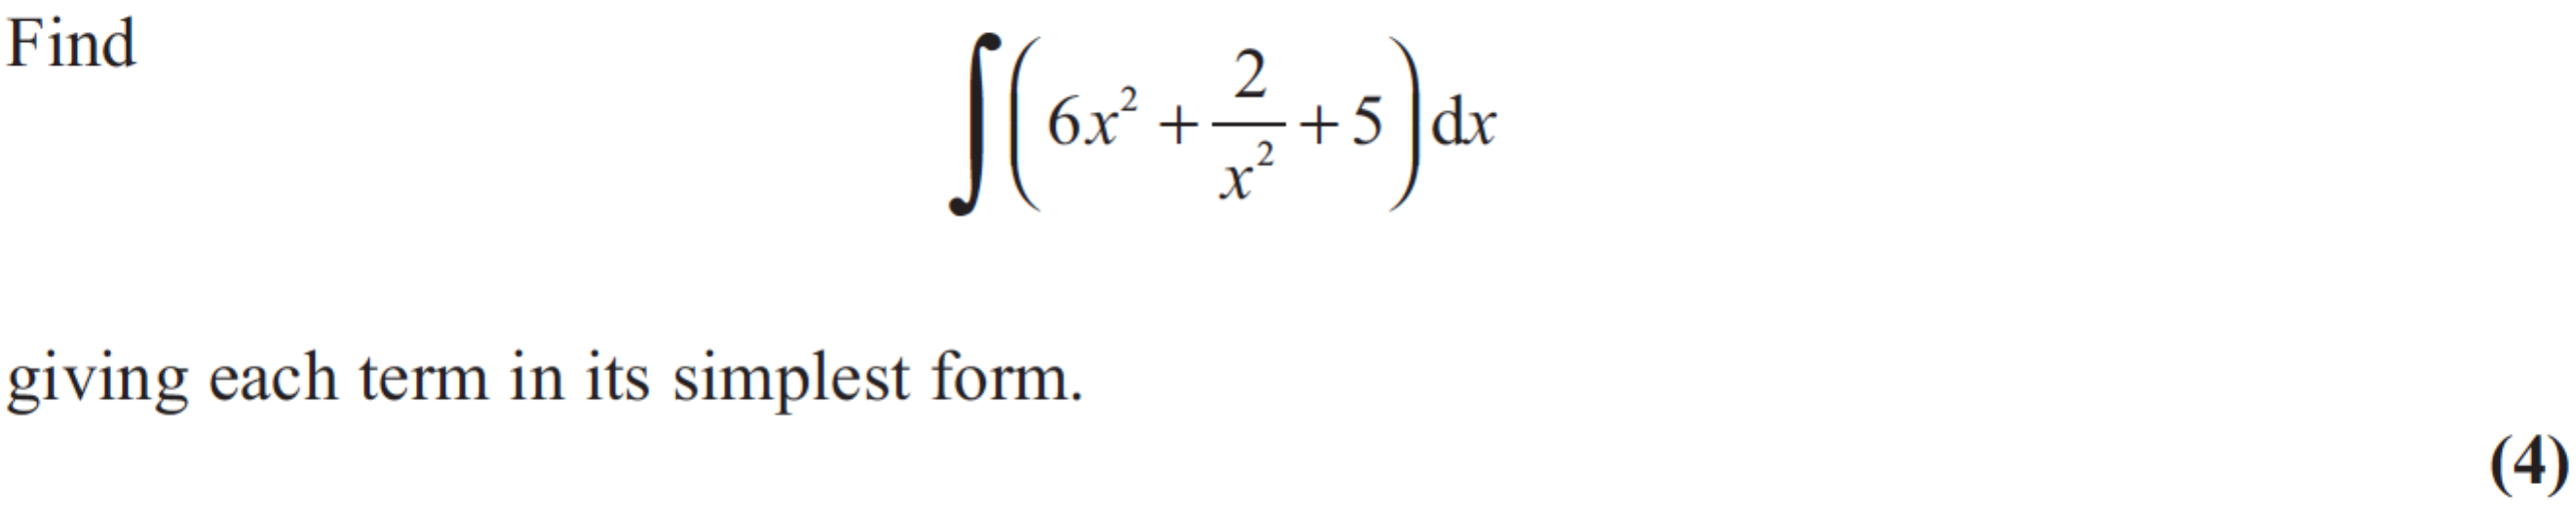 Find
∫(6x² + 2/x² + 5)dx
giving each term in its simplest form.
(4)